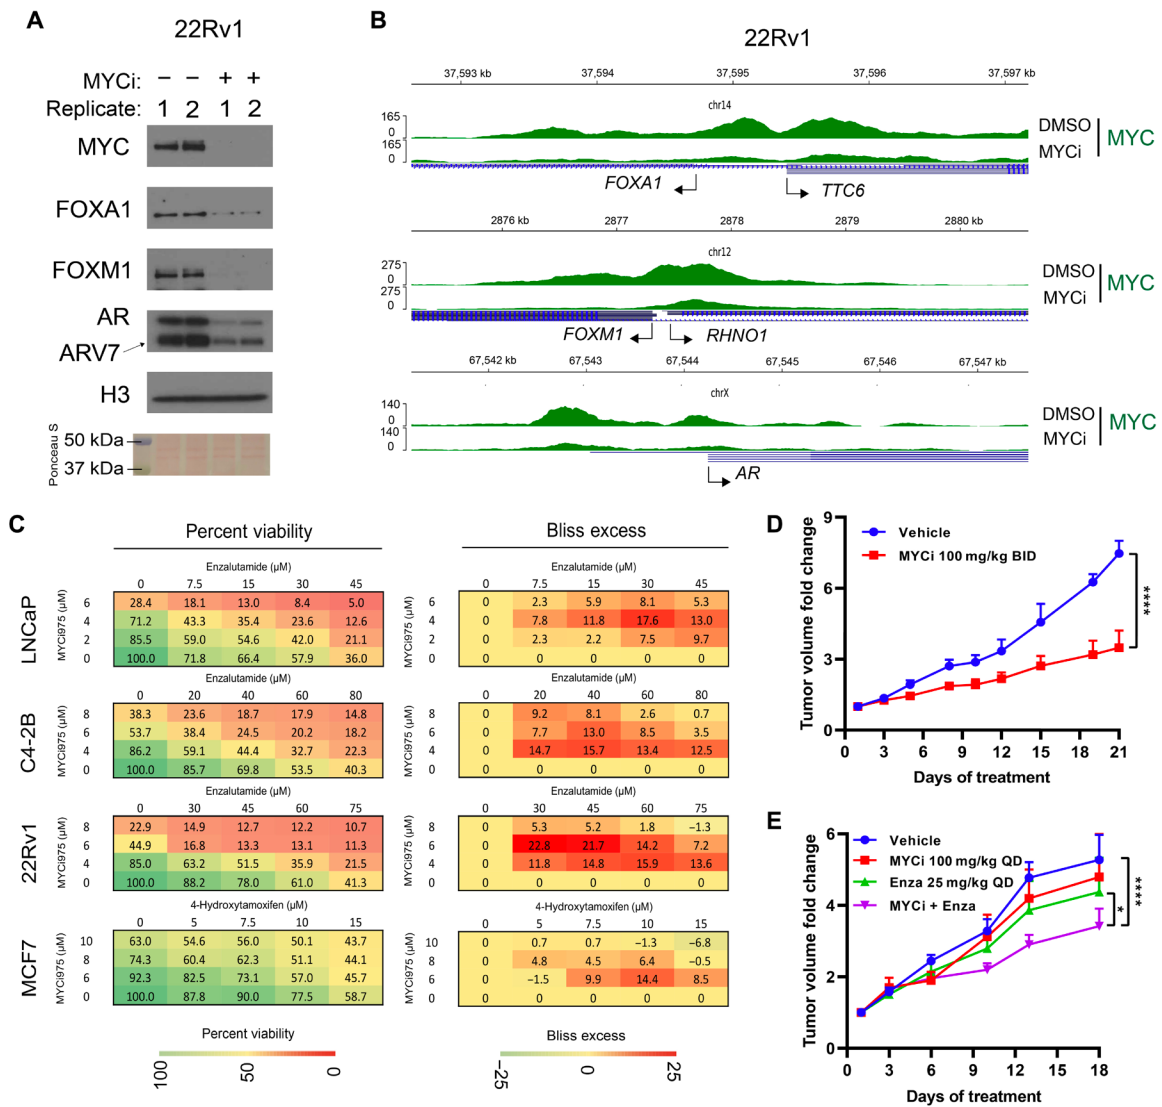 A
22Rv1
MYCi: – – + +
Replicate: 1 2 1 2
MYC
FOXA1
FOXM1
AR
ARV7
H3
Ponceau S
50 kDa
37 kDa
B
22Rv1
37,593 kb 37,594 37,595 37,596 37,597 kb
chr14
165
0
DMSO
165
0
MYCi
MYC
FOXA1 TTC6
2876 kb 2877 2878 2879 2880 kb
chr12
275
0
DMSO
275
0
MYCi
MYC
FOXM1 RHNO1
67,542 kb 67,543 67,544 67,545 67,546 67,547 kb
chrX
140
0
DMSO
140
0
MYCi
MYC
AR
C
Percent viability Bliss excess
LNCaP
Enzalutamide (µM) Enzalutamide (µM)
0 7.5 15 30 45 0 7.5 15 30 45
MYCi975 (µM) MYCi975 (µM)
6 28.4 18.1 13.0 8.4 5.0 6 0 2.3 5.9 8.1 5.3
4 71.2 43.3 35.4 23.6 12.6 4 0 7.8 11.8 17.6 13.0
2 85.5 59.0 54.6 42.0 21.1 2 0 2.3 2.2 7.5 9.7
0 100.0 71.8 66.4 57.9 36.0 0 0 0 0 0 0
C4-2B
Enzalutamide (µM) Enzalutamide (µM)
0 20 40 60 80 0 20 40 60 80
MYCi975 (µM) MYCi975 (µM)
8 38.3 23.6 18.7 17.9 14.8 8 0 9.2 8.1 2.6 0.7
6 53.7 38.4 24.5 20.2 18.2 6 0 7.7 13.0 8.5 3.5
4 86.2 59.1 44.4 32.7 22.3 4 0 14.7 15.7 13.4 12.5
0 100.0 85.7 69.8 53.5 40.3 0 0 0 0 0 0
22Rv1
Enzalutamide (µM) Enzalutamide (µM)
0 30 45 60 75 0 30 45 60 75
MYCi975 (µM) MYCi975 (µM)
8 22.9 14.9 12.7 12.2 10.7 8 0 5.3 5.2 1.8 −1.3
6 44.9 16.8 13.3 13.1 11.3 6 0 22.8 21.7 14.2 7.2
4 85.0 63.2 51.5 35.9 21.5 4 0 11.8 14.8 15.9 13.6
0 100.0 88.2 78.0 61.0 41.3 0 0 0 0 0 0
MCF7
4-Hydroxytamoxifen (µM) 4-Hydroxytamoxifen (µM)
0 5 7.5 10 15 0 5 7.5 10 15
MYCi975 (µM) MYCi975 (µM)
10 63.0 54.6 56.0 50.1 43.7 10 0 0.7 0.7 −1.3 −6.8
8 74.3 60.4 62.3 51.1 44.1 8 0 4.8 4.5 6.4 −0.5
6 92.3 82.5 73.1 57.0 45.7 6 0 −1.5 9.9 14.4 8.5
0 100.0 87.8 90.0 77.5 58.7 0 0 0 0 0 0
Percent viability Bliss excess
100 50 0 −25 0 25
D
Tumor volume fold change
9
6
3
0
Vehicle
MYCi 100 mg/kg BID
****
0 3 6 9 12 15 18 21
Days of treatment
E
Tumor volume fold change
6
4
2
0
Vehicle
MYCi 100 mg/kg QD
Enza 25 mg/kg QD
MYCi + Enza
*
****
0 3 6 9 12 15 18
Days of treatment